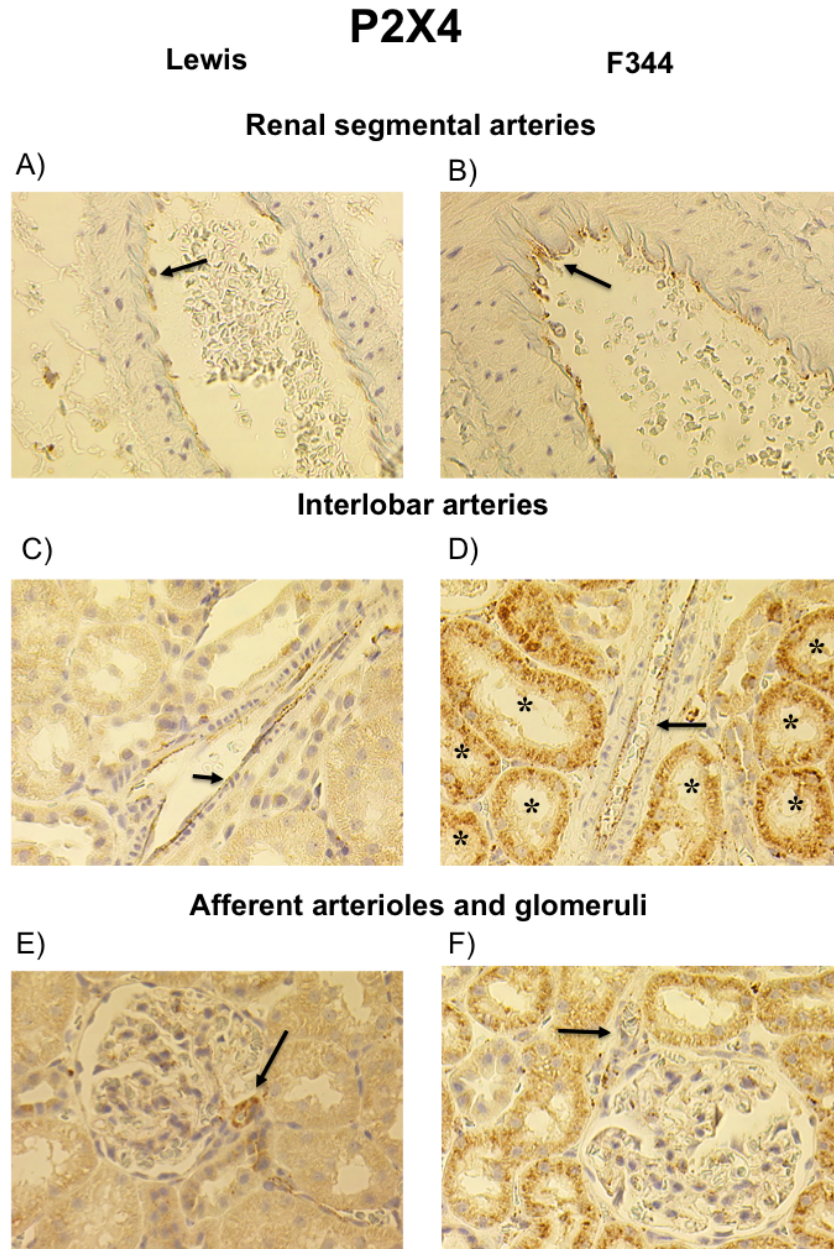 P2X4
Lewis F344
Renal segmental arteries
A) B)
Interlobar arteries
C) D)
* * * * * * * *
Afferent arterioles and glomeruli
E) F)